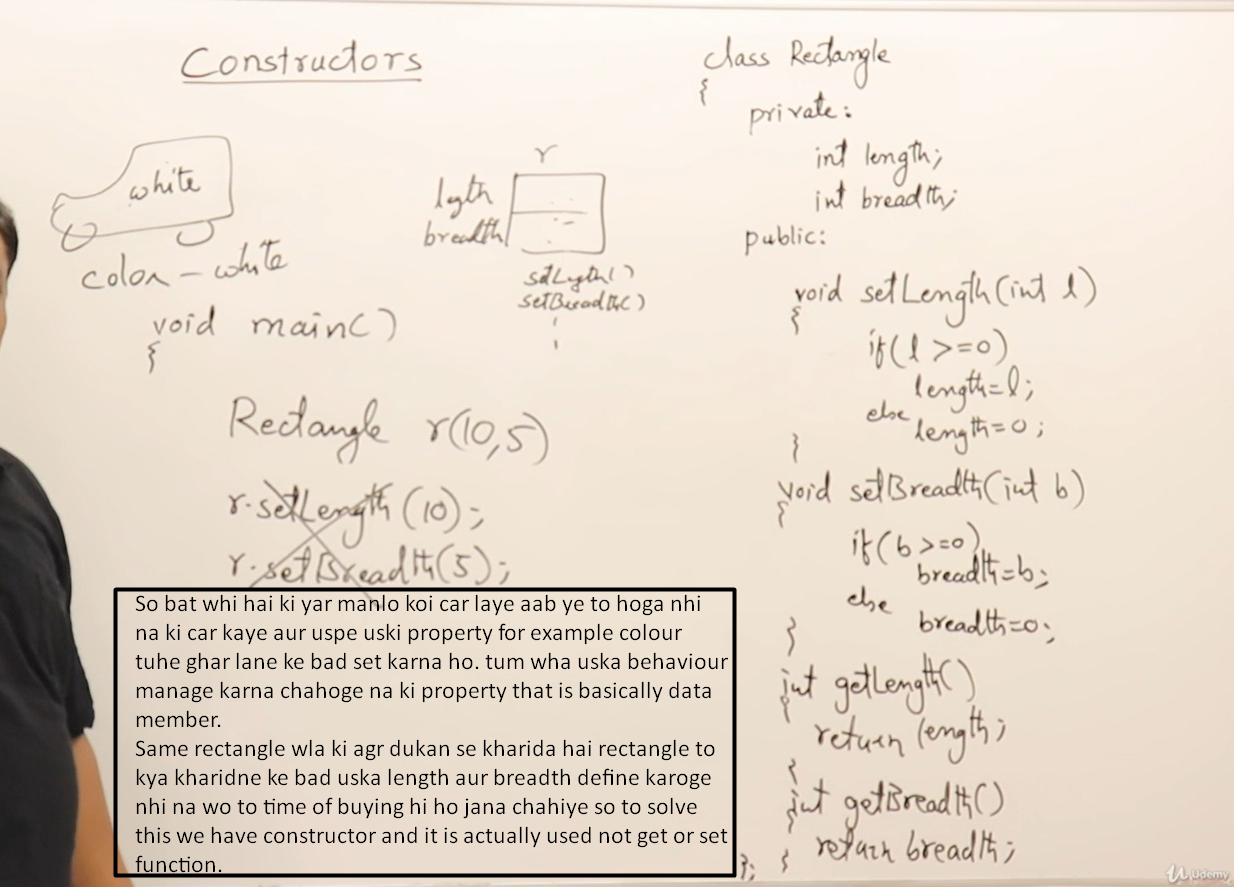 Constructors
white
color - white
r
legth
breadth
setLegth()
setBreadth()
void main()
{
Rectangle r(10,5)
r.setLength(10);
r.setBreadth(5);
So bat whi hai ki yar manlo koi car laye aab ye to hoga nhi
na ki car kaye aur uspe uski property for example colour
tuhe ghar lane ke bad set karna ho. tum wha uska behaviour
manage karna chahoge na ki property that is basically data
member.
Same rectangle wla ki agr dukan se kharida hai rectangle to
kya kharidne ke bad uska length aur breadth define karoge
nhi na wo to time of buying hi ho jana chahiye so to solve
this we have constructor and it is actually used not get or set
function.
class Rectangle
{
private:
int length;
int breadth;
public:
void setLength(int l)
{
if(l >=0)
length=l;
else
length=0;
}
void setBreadth(int b)
{
if(b >=0)
breadth=b;
else
breadth=0;
}
int getLength()
{
return length;
}
int getBreadth()
{
return breadth;
}
};
Udemy